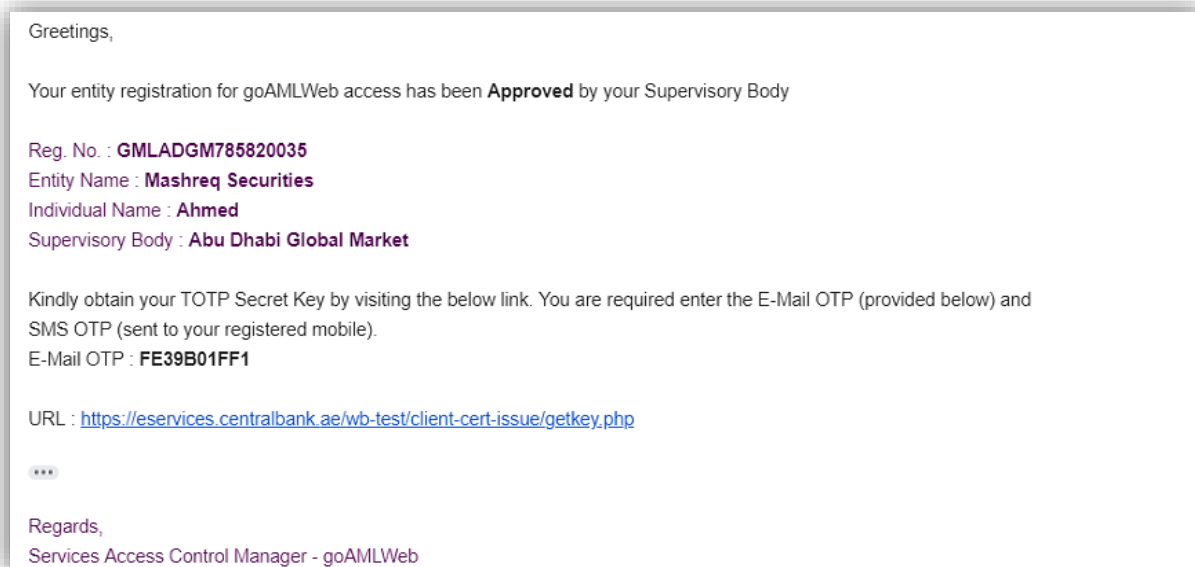 Greetings,
Your entity registration for goAMLWeb access has been Approved by your Supervisory Body
Reg. No. : GMLADGM785820035
Entity Name : Mashreq Securities
Individual Name : Ahmed
Supervisory Body : Abu Dhabi Global Market
Kindly obtain your TOTP Secret Key by visiting the below link. You are required enter the E-Mail OTP (provided below) and
SMS OTP (sent to your registered mobile).
E-Mail OTP : FE39B01FF1
URL : https://eservices.centralbank.ae/wb-test/client-cert-issue/getkey.php
Regards,
Services Access Control Manager - goAMLWeb